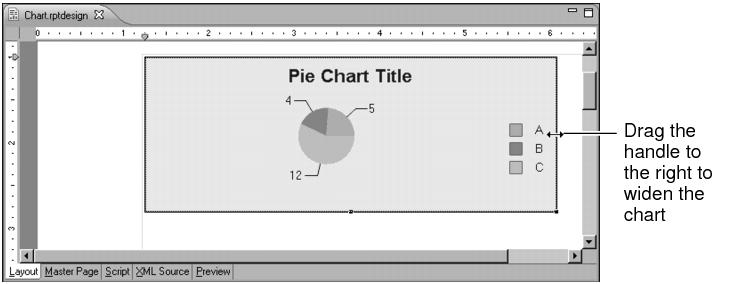 Chart.rptdesign
0 1 2 3 4 5 6
Pie Chart Title
4
5
12
A
B
C
2
3
Drag the
handle to
the right to
widen the
chart
Layout Master Page Script XML Source Preview